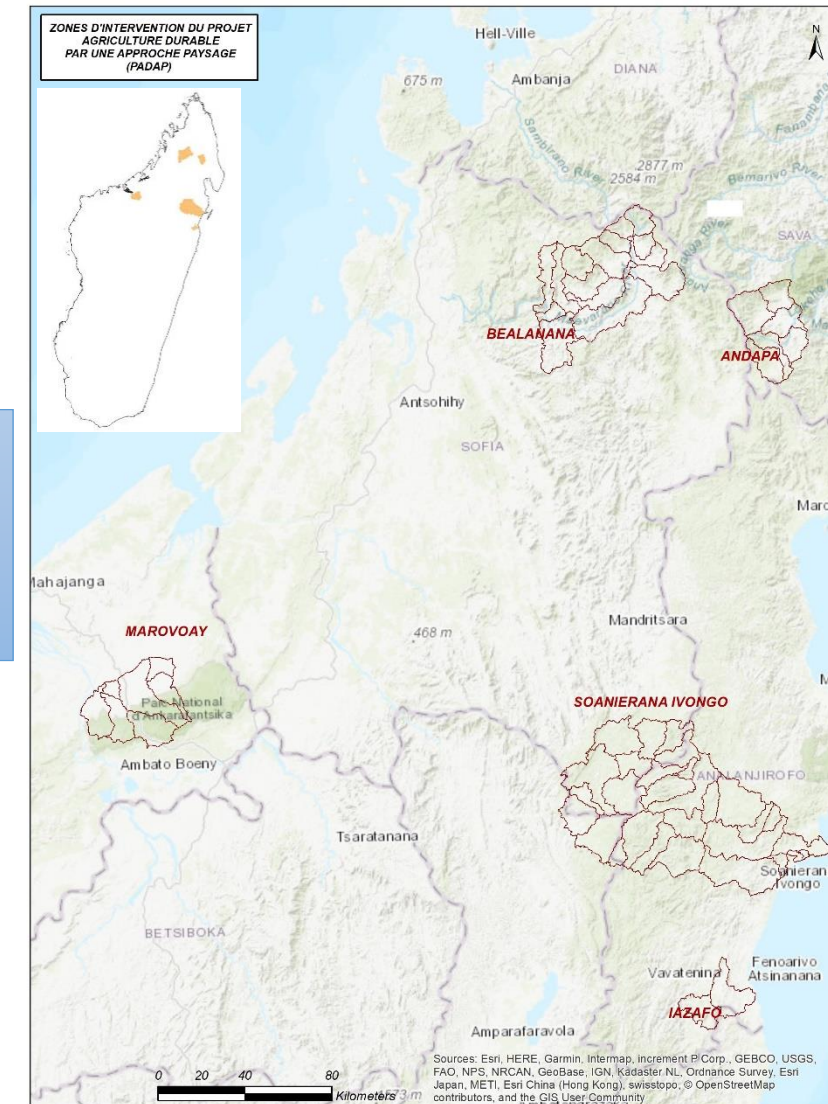 ZONES D'INTERVENTION DU PROJET
AGRICULTURE DURABLE
PAR UNE APPROCHE PAYSAGE
(PADAP)
N
Hell-Ville
DIANA
675 m
Ambanja
Sambirano River
2877 m
2584 m
Bemarivo River
SAVA
BEALANANA
ANDAPA
Antsohihy
SOFIA
Maro
Mahajanga
MAROVOAY
468 m
Mandritsara
Parc National
d'Ankarafantsika
SOANIERANA IVONGO
Ambato Boeny
ANALANJIROFO
Tsaratanana
Soanieran
Ivongo
BETSIBOKA
Vavatenina
Fenoarivo
Atsinanana
IAZAFO
Amparafaravola
0 20 40 80
Kilometers
Sources: Esri, HERE, Garmin, Intermap, increment P Corp., GEBCO, USGS,
FAO, NPS, NRCAN, GeoBase, IGN, Kadaster NL, Ordnance Survey, Esri
Japan, METI, Esri China (Hong Kong), swisstopo, © OpenStreetMap
contributors, and the GIS User Community